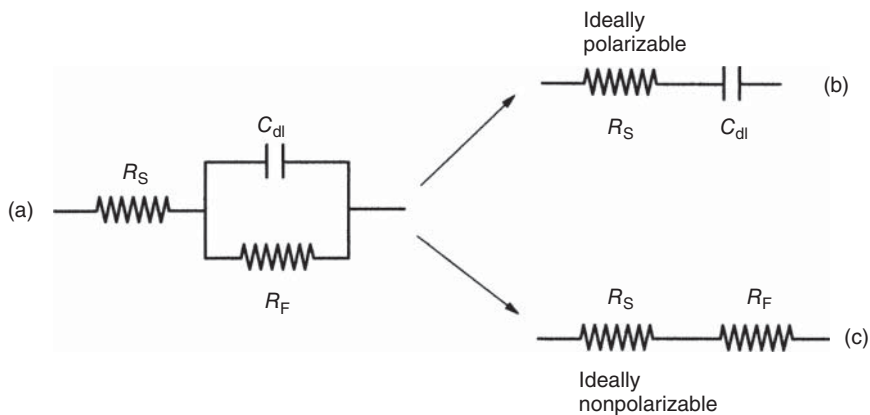 Ideally
polarizable
(b)
R_S
C_dl
C_dl
R_S
(a)
R_F
R_S
R_F
(c)
Ideally
nonpolarizable